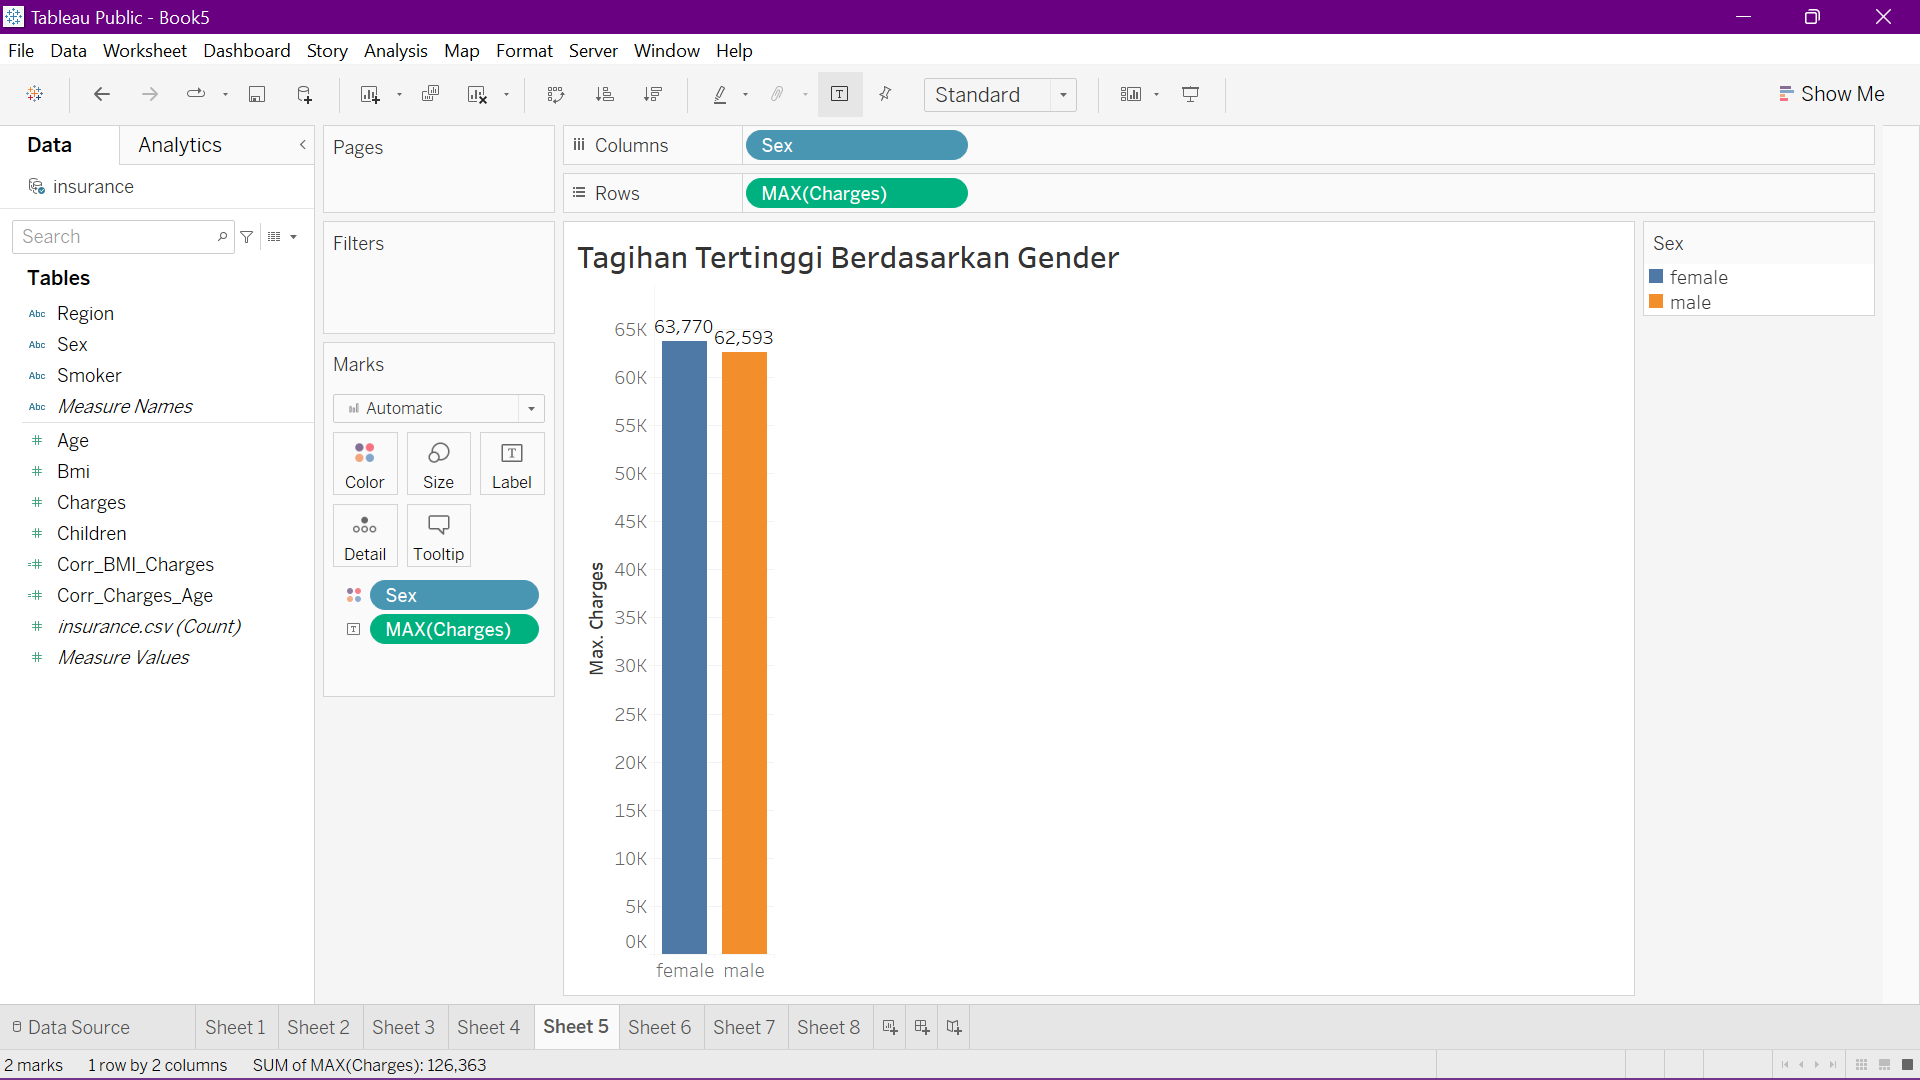 Tableau Public - Book5
File Data Worksheet Dashboard Story Analysis Map Format Server Window Help
Standard
Show Me
Data Analytics
insurance
Search
Tables
Abc Region
Abc Sex
Abc Smoker
Abc Measure Names
# Age
# Bmi
# Charges
# Children
=# Corr_BMI_Charges
=# Corr_Charges_Age
# insurance.csv (Count)
# Measure Values
Pages
Filters
Marks
Automatic
Color Size Label
Detail Tooltip
Sex
MAX(Charges)
Columns Sex
Rows MAX(Charges)
Tagihan Tertinggi Berdasarkan Gender
Max. Charges
65K
60K
55K
50K
45K
40K
35K
30K
25K
20K
15K
10K
5K
0K
63,770
62,593
female male
Sex
female
male
Data Source Sheet 1 Sheet 2 Sheet 3 Sheet 4 Sheet 5 Sheet 6 Sheet 7 Sheet 8
2 marks 1 row by 2 columns SUM of MAX(Charges): 126,363